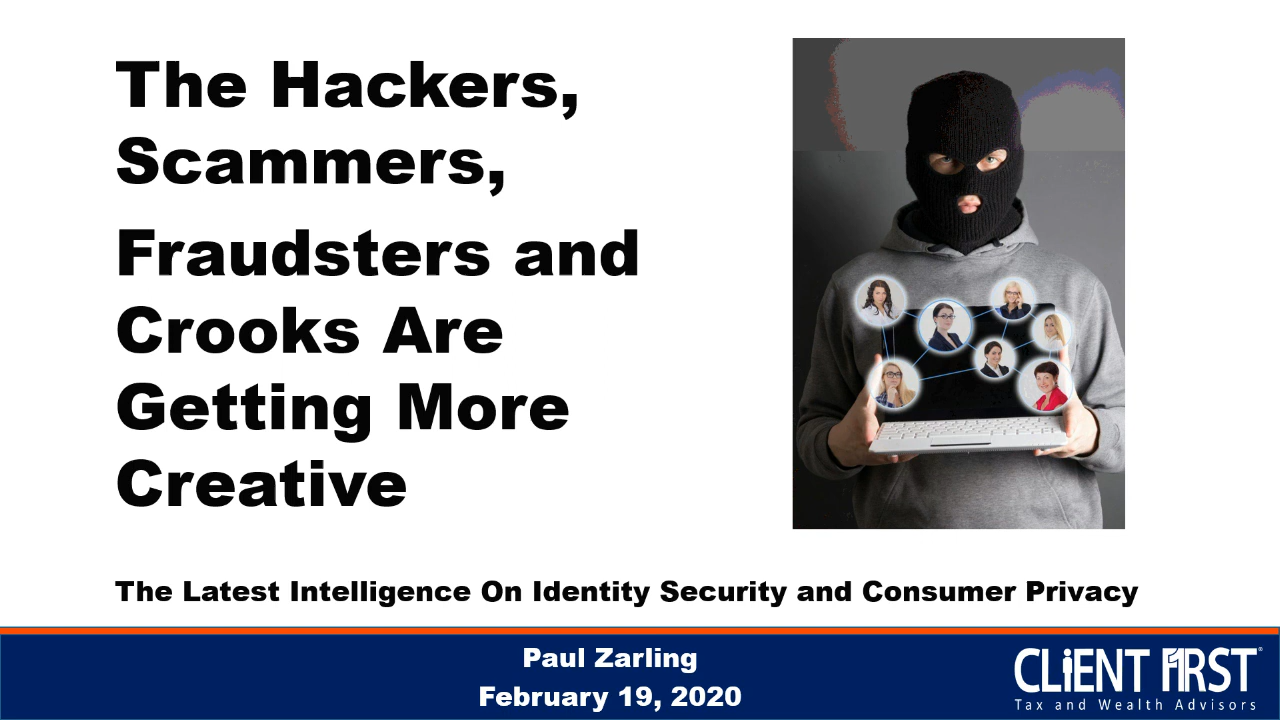 The Hackers,
Scammers,
Fraudsters and
Crooks Are
Getting More
Creative
The Latest Intelligence On Identity Security and Consumer Privacy
Paul Zarling
February 19, 2020
CLiENT FIRST®
Tax and Wealth Advisors